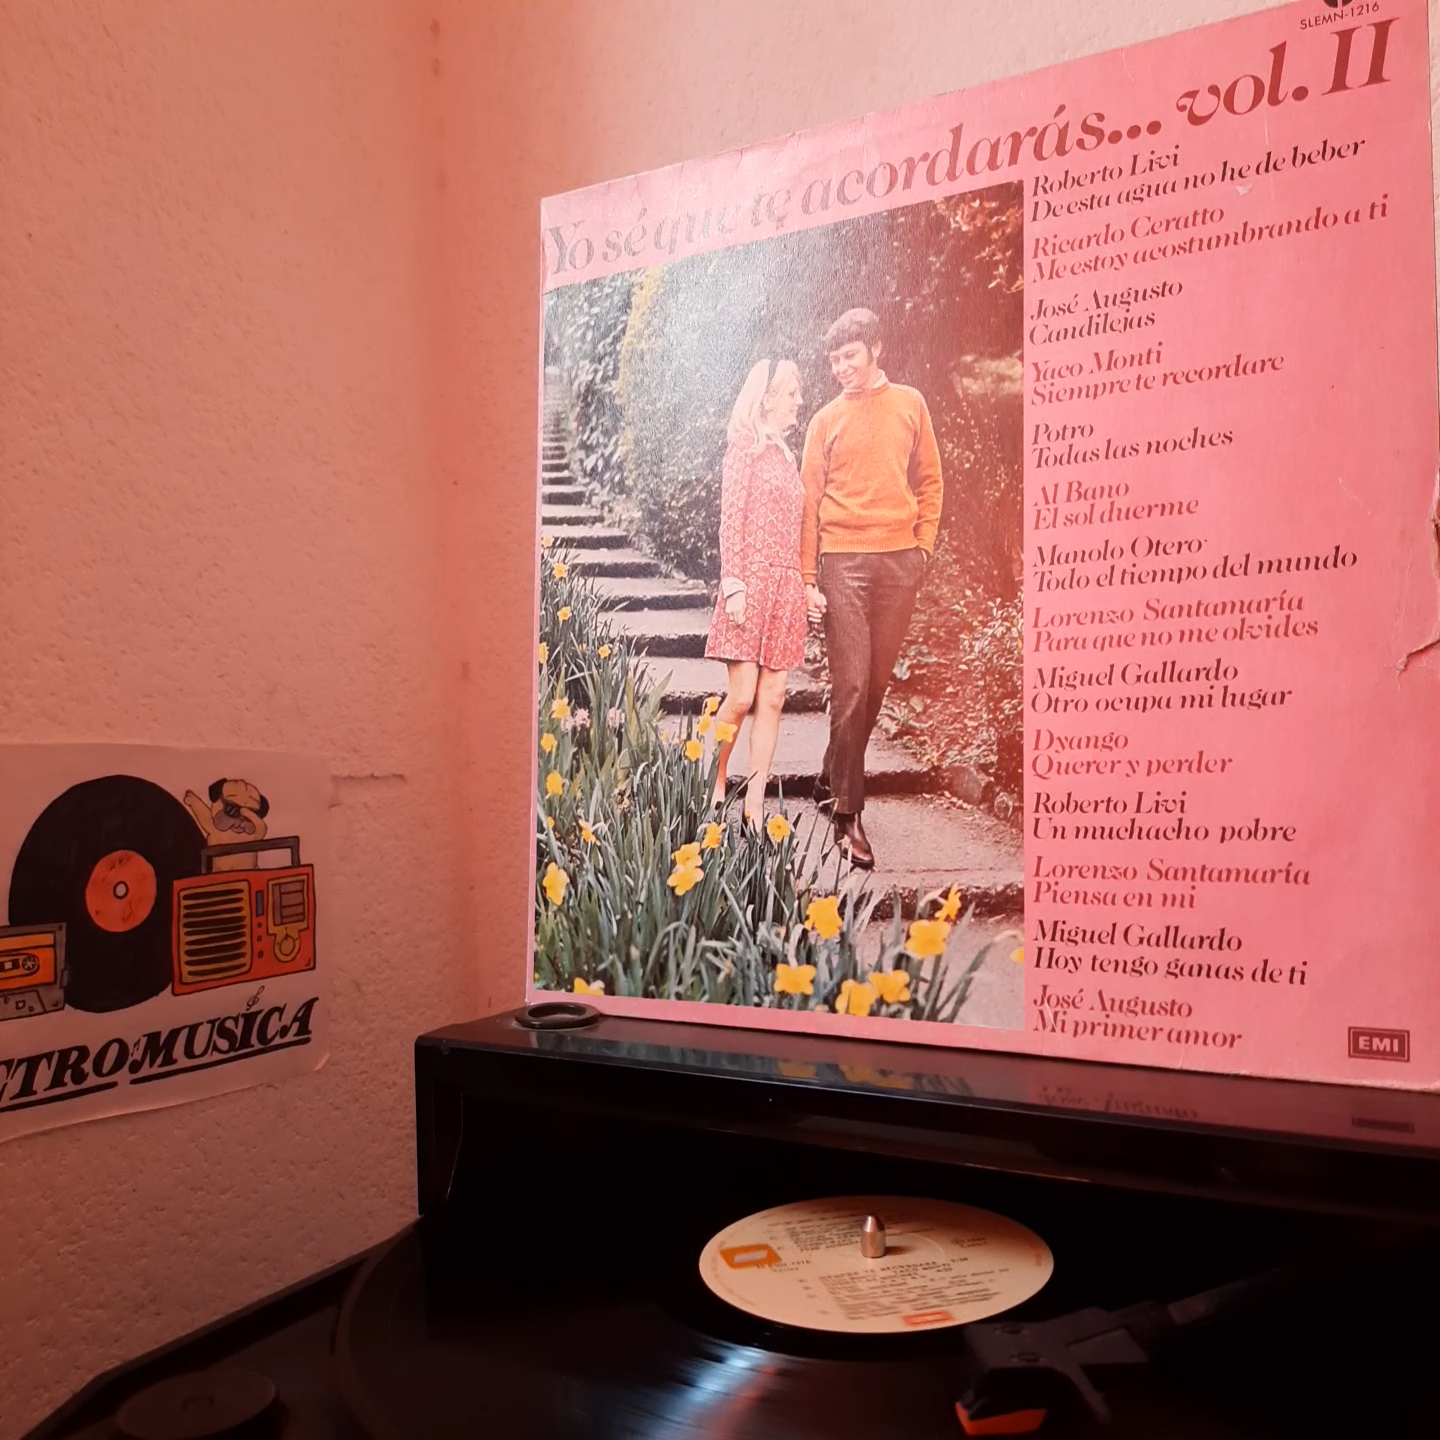 SLEMN-1216
Yo sé que te acordarás... vol. II
Roberto Livi
De esta agua no he de beber
Ricardo Ceratto
Me estoy acostumbrando a ti
José Augusto
Candilejas
Yaco Monti
Siempre te recordare
Potro
Todas las noches
Al Bano
El sol duerme
Manolo Otero
Todo el tiempo del mundo
Lorenzo Santamaría
Para que no me olvides
Miguel Gallardo
Otro ocupa mi lugar
Dyango
Querer y perder
Roberto Livi
Un muchacho pobre
Lorenzo Santamaría
Piensa en mi
Miguel Gallardo
Hoy tengo ganas de ti
José Augusto
Mi primer amor
EMI
ETRO MUSICA